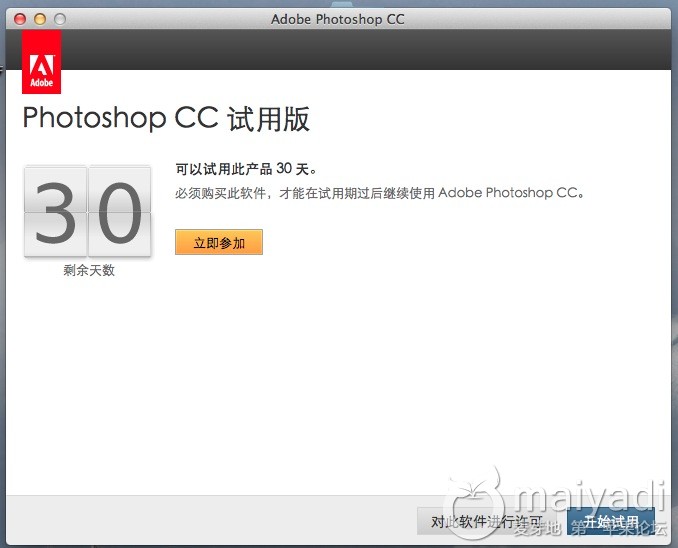 Adobe Photoshop CC
Adobe
Photoshop CC 试用版
30
剩余天数
可以试用此产品 30 天。
必须购买此软件，才能在试用期过后继续使用 Adobe Photoshop CC。
立即参加
对此软件进行许可
开始试用
maiyadi
麦芽地 第一苹果论坛